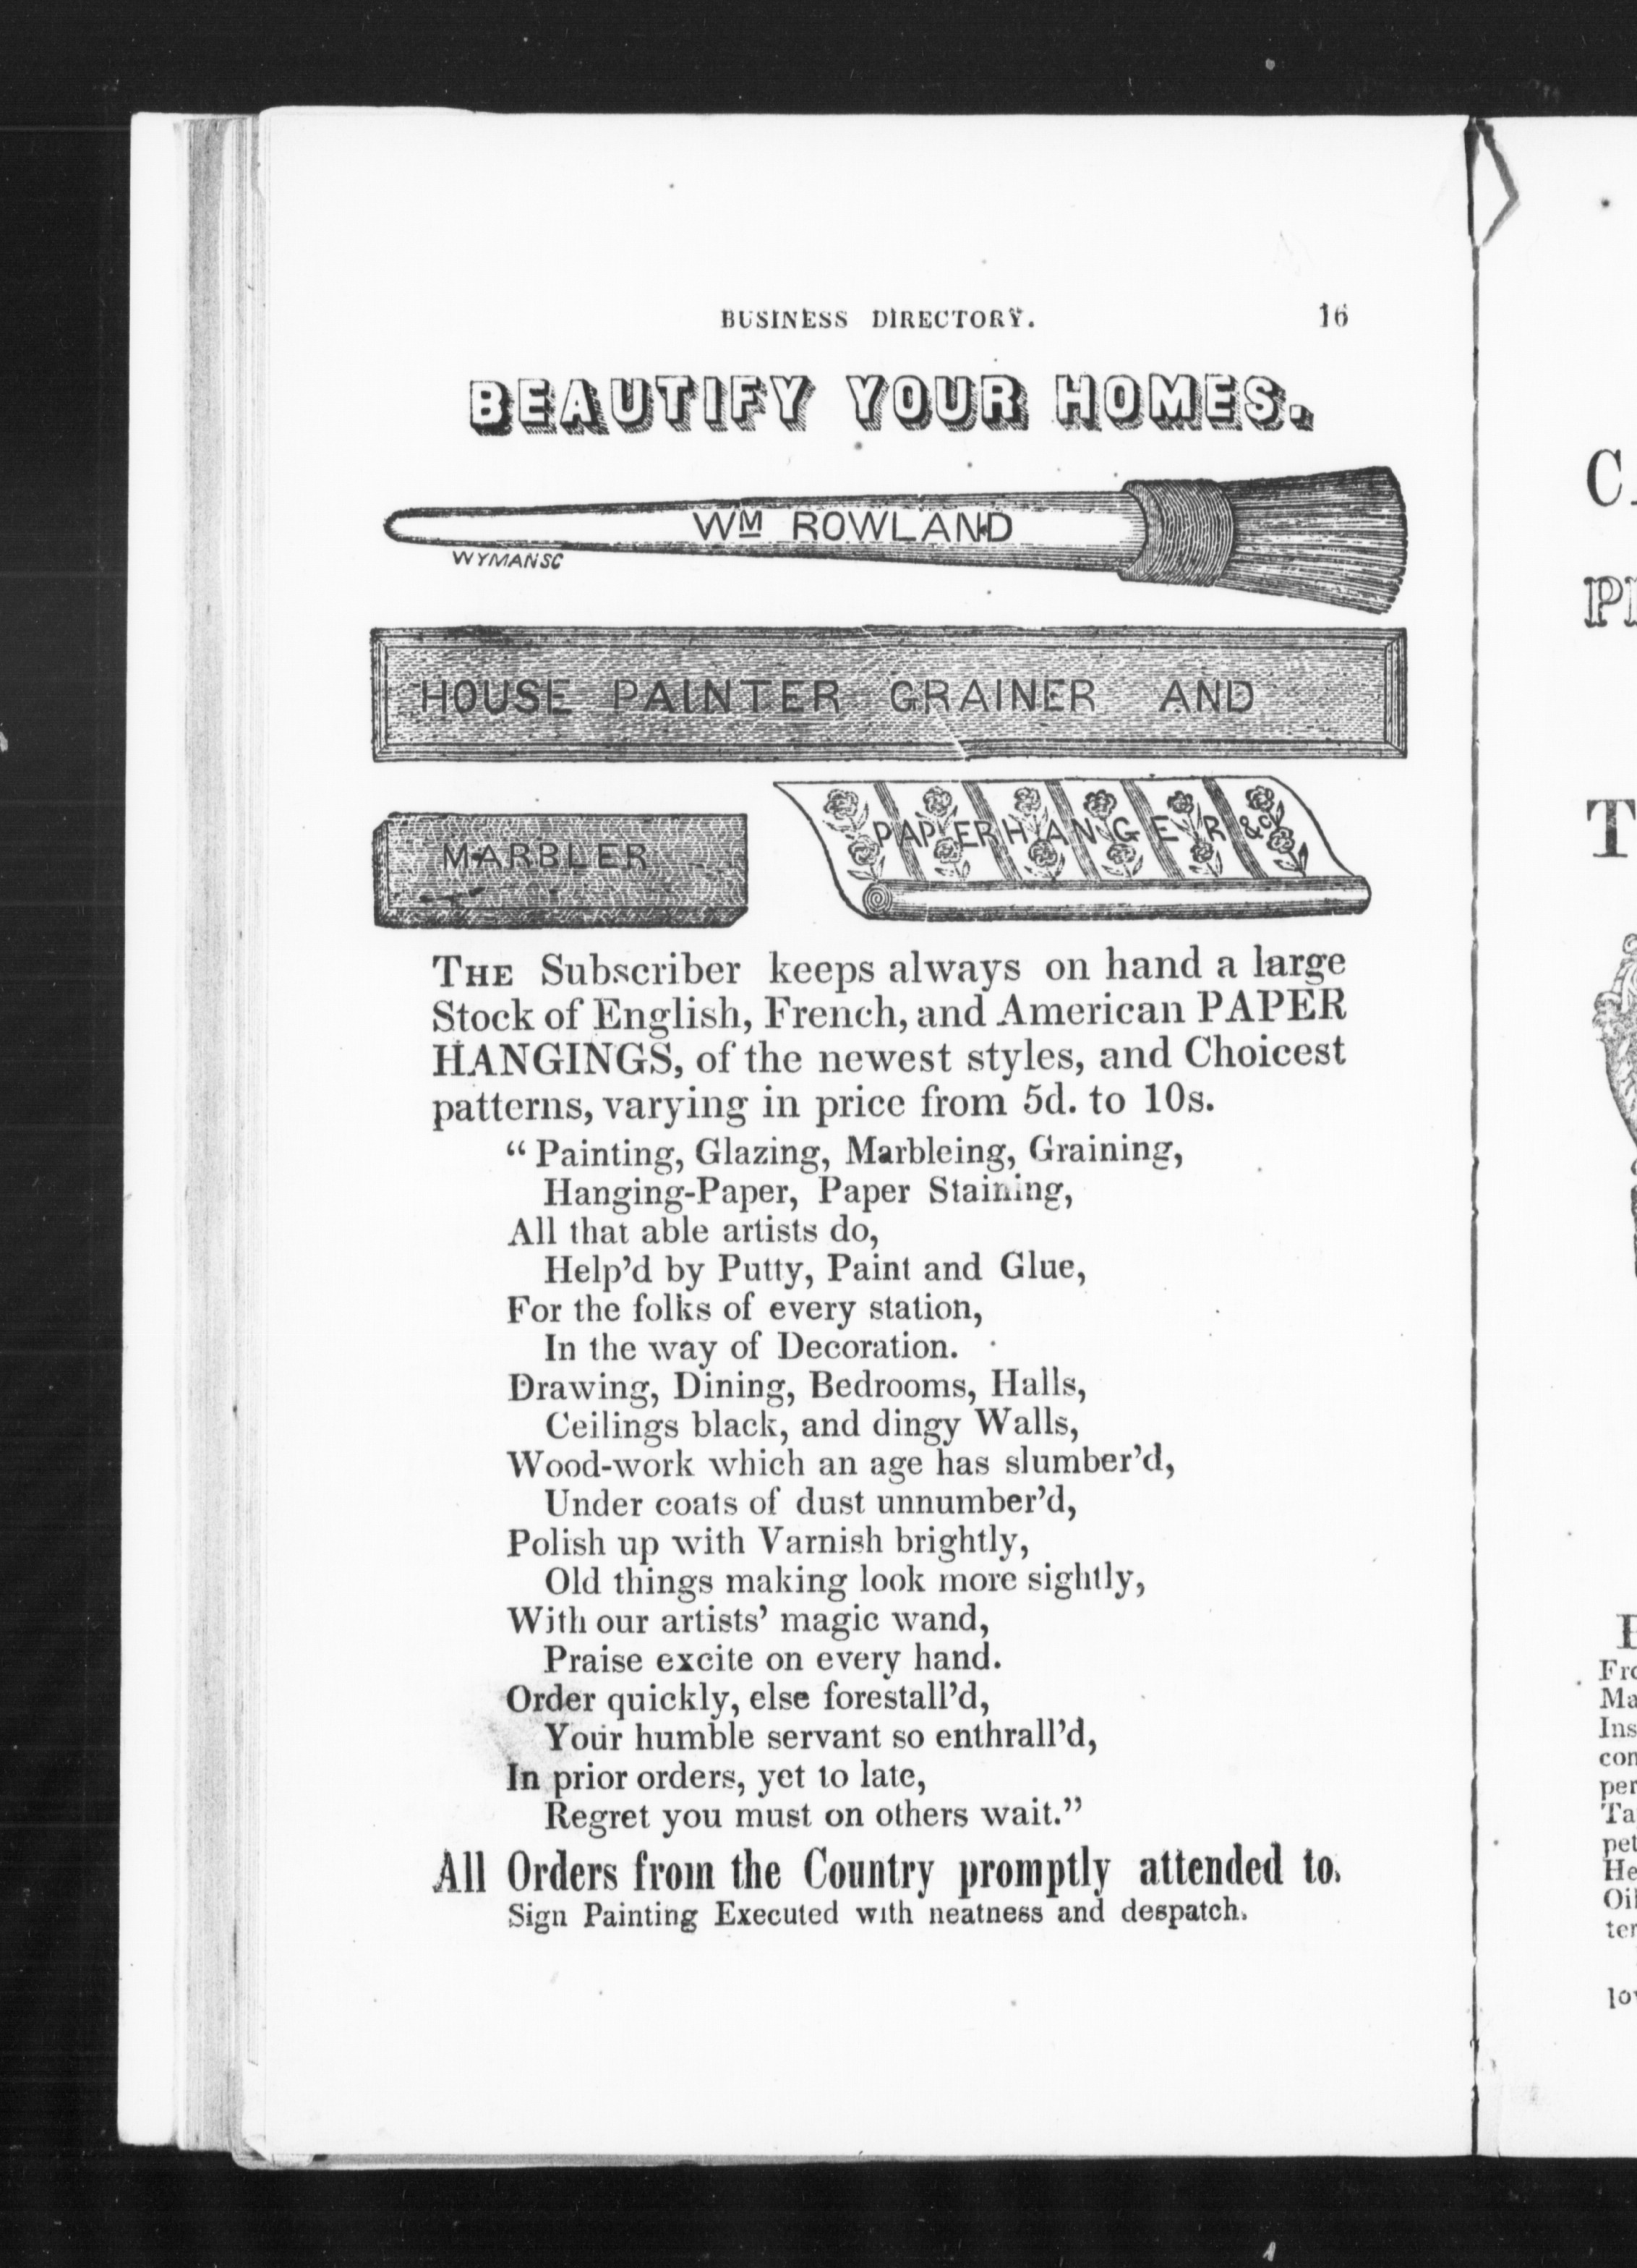 BUSINESS DIRECTORY. 16
BEAUTIFY YOUR HOMES.
WM ROWLAND
WYMAN SC
HOUSE PAINTER GRAINER AND
MARBLER
PAPER HANGER &c
THE Subscriber keeps always on hand a large
Stock of English, French, and American PAPER
HANGINGS, of the newest styles, and Choicest
patterns, varying in price from 5d. to 10s.
“ Painting, Glazing, Marbleing, Graining,
Hanging-Paper, Paper Staining,
All that able artists do,
Help’d by Putty, Paint and Glue,
For the folks of every station,
In the way of Decoration.
Drawing, Dining, Bedrooms, Halls,
Ceilings black, and dingy Walls,
Wood-work which an age has slumber’d,
Under coats of dust unnumber’d,
Polish up with Varnish brightly,
Old things making look more sightly,
With our artists’ magic wand,
Praise excite on every hand.
Order quickly, else forestall’d,
Your humble servant so enthrall’d,
In prior orders, yet to late,
Regret you must on others wait.”
All Orders from the Country promptly attended to.
Sign Painting Executed with neatness and despatch.